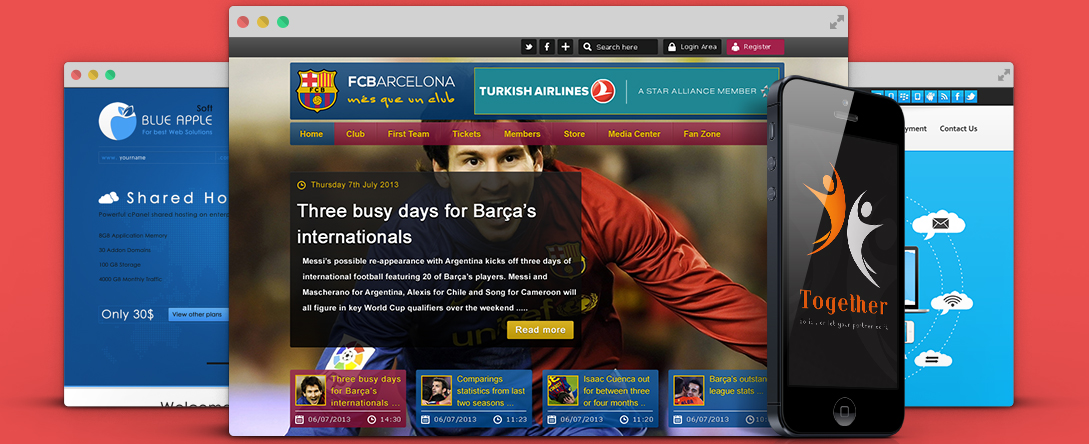 Soft
BLUE APPLE
For best Web Solutions
www. yourname
Shared Ho
Powerful cPanel shared hosting on
8GB Application Memory
20 Addon Domains
100 GB Storage
4000 GB Monthly Traffic
Only 30$
View other plans
Welcome
Search here
Login Area
Register
FCBARCELONA
mès que un club
TURKISH AIRLINES
A STAR ALLIANCE MEMBER
Home
Club
First Team
Tickets
Members
Store
Media Center
Fan Zone
Thursday 7th July 2013
Three busy days for Barça's
internationals
Messi's possible re-appearance with Argentina kicks off three days of
international football featuring 20 of Barça's players. Messi and
Mascherano for Argentina, Alexis for Chile and Song for Cameroon will
all figure in key World Cup qualifiers over the weekend .....
Read more
unicef
Three busy days
for Barça's
internationals ...
06/07/2013 14:30
Comparings
statistics from last
two seasons ...
06/07/2013 11:23
Isaac Cuenca out
for between three
or four months ..
06/07/2013 11:20
Barça's outstan
league stats ..
06/07/2013
Together
yment
Contact Us